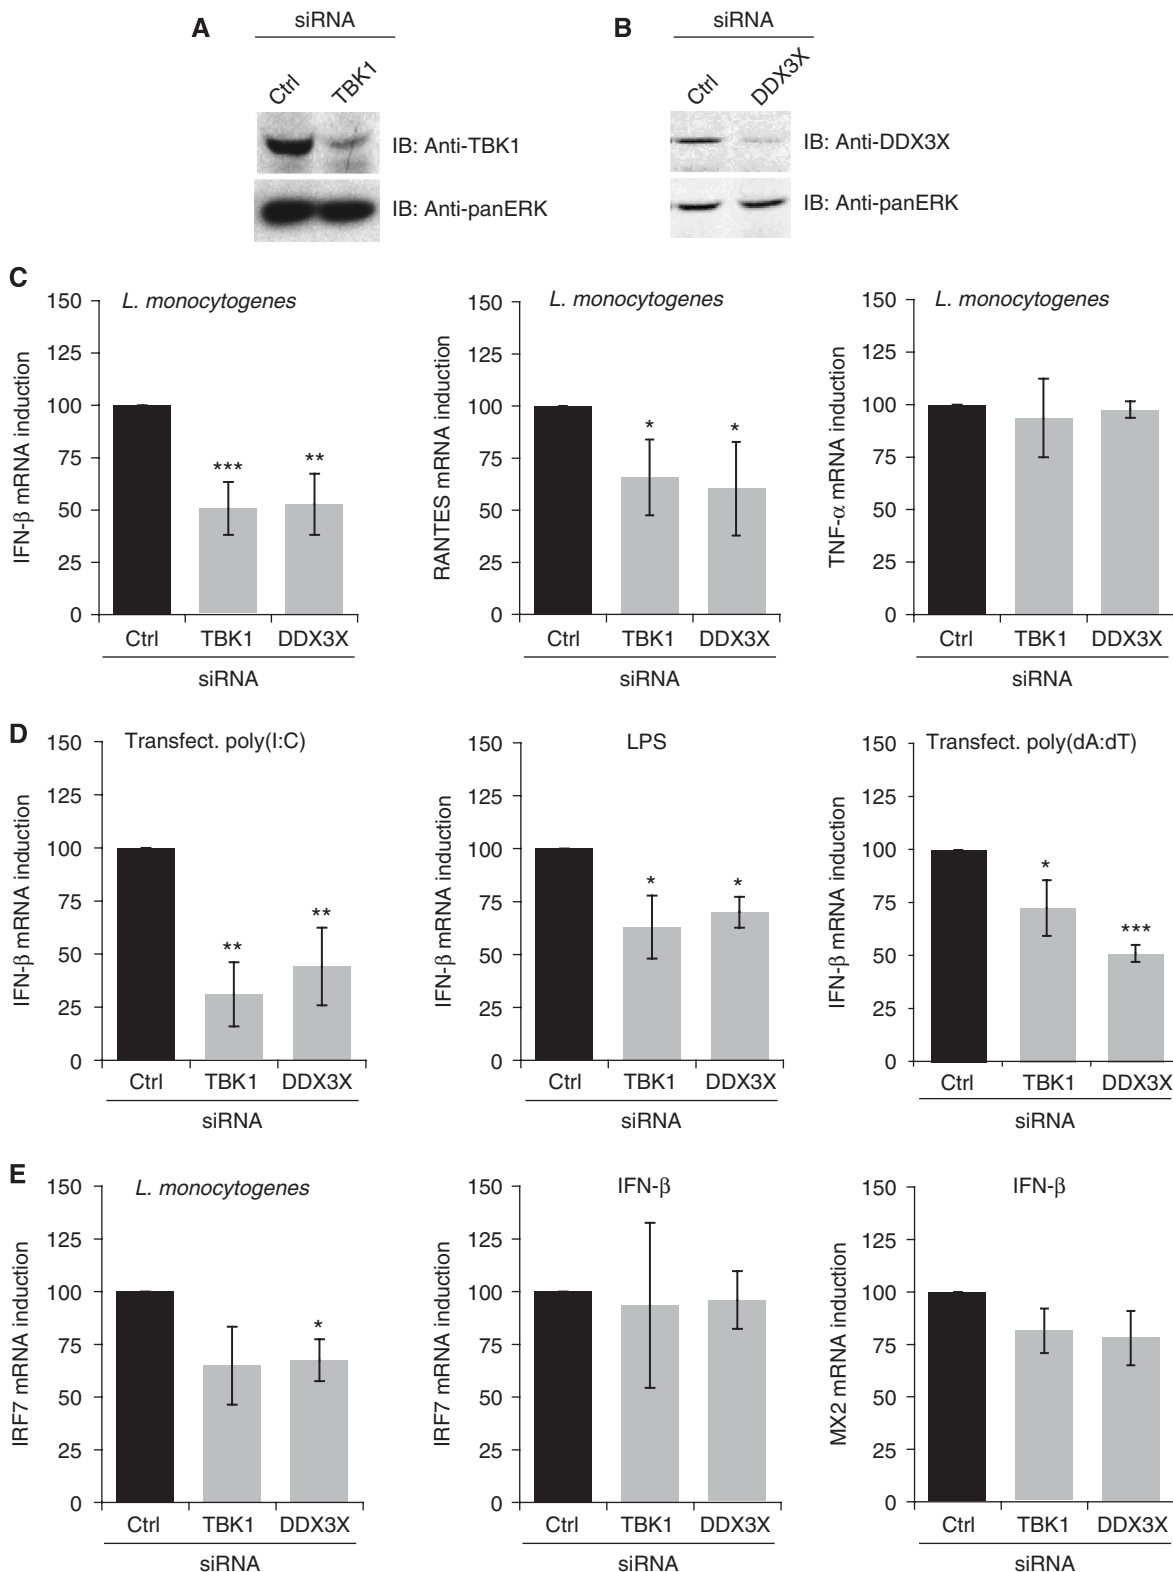 A
siRNA
Ctrl
TBK1
IB: Anti-TBK1
IB: Anti-panERK
B
siRNA
Ctrl
DDX3X
IB: Anti-DDX3X
IB: Anti-panERK
C
L. monocytogenes
IFN-β mRNA induction
150
125
100
75
50
25
0
***
**
Ctrl TBK1 DDX3X
siRNA
L. monocytogenes
RANTES mRNA induction
150
125
100
75
50
25
0
*
*
Ctrl TBK1 DDX3X
siRNA
L. monocytogenes
TNF-α mRNA induction
150
125
100
75
50
25
0
Ctrl TBK1 DDX3X
siRNA
D
Transfect. poly(I:C)
IFN-β mRNA induction
150
125
100
75
50
25
0
**
**
Ctrl TBK1 DDX3X
siRNA
LPS
IFN-β mRNA induction
150
125
100
75
50
25
0
*
*
Ctrl TBK1 DDX3X
siRNA
Transfect. poly(dA:dT)
IFN-β mRNA induction
150
125
100
75
50
25
0
*
***
Ctrl TBK1 DDX3X
siRNA
E
L. monocytogenes
IRF7 mRNA induction
150
125
100
75
50
25
0
*
Ctrl TBK1 DDX3X
siRNA
IFN-β
IRF7 mRNA induction
150
125
100
75
50
25
0
Ctrl TBK1 DDX3X
siRNA
IFN-β
MX2 mRNA induction
150
125
100
75
50
25
0
Ctrl TBK1 DDX3X
siRNA